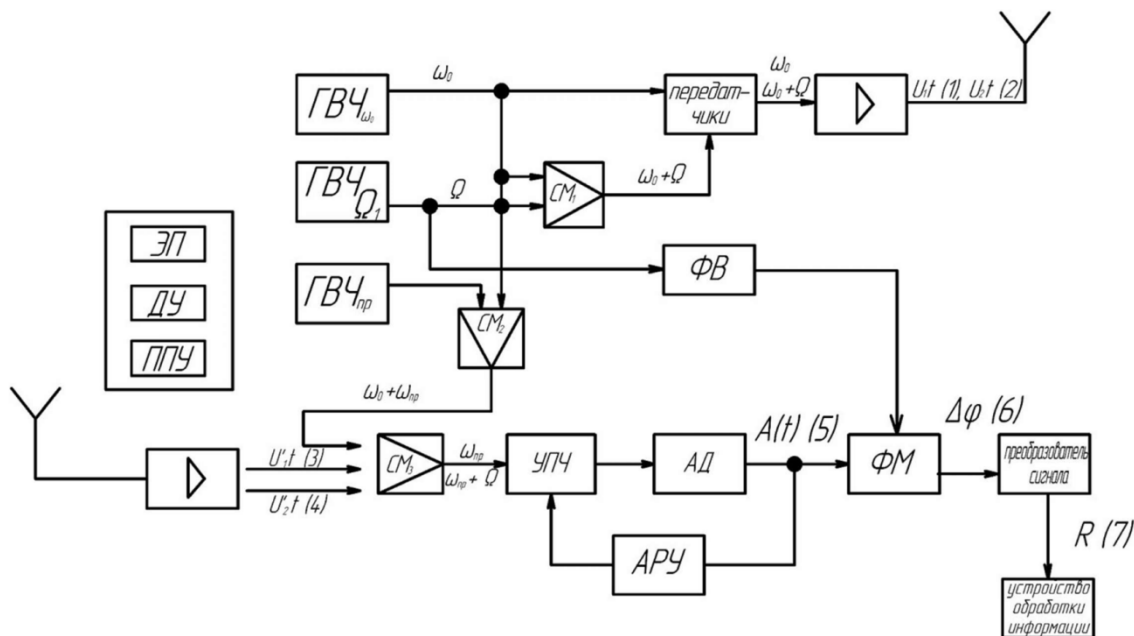 ω₀
ГВЧω₀
передат-
чики
ω₀
ω₀+Ω
U₁t (1), U₂t (2)
ГВЧΩ₁
Ω
СМ₁
ω₀+Ω
ЭП
ДУ
ППУ
ГВЧпр
СМ₂
ФВ
ω₀+ωпр
U'₁t (3)
U'₂t (4)
СМ₃
ωпр
ωпр+Ω
УПЧ
АД
A(t) (5)
ФМ
Δφ (6)
преобразователь
сигнала
АРУ
R (7)
устройство
обработки
информации